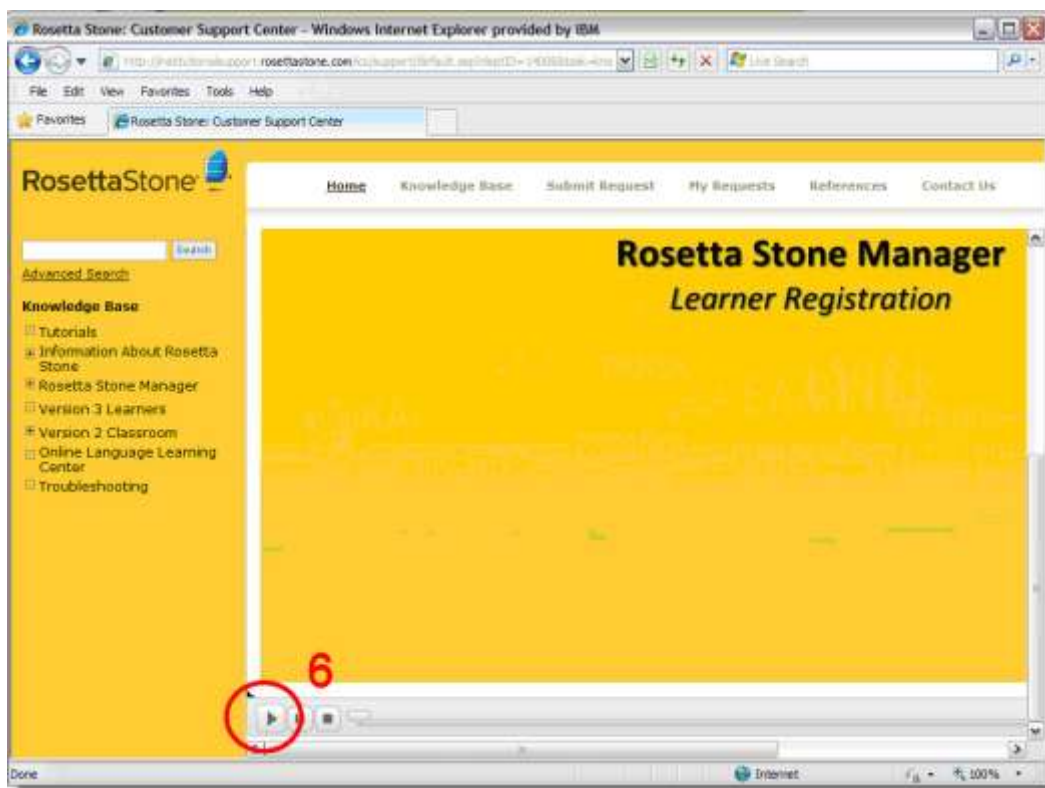 Rosetta Stone: Customer Support Center - Windows Internet Explorer provided by IBM
rosettastone.com
Live Search
File Edit View Favorites Tools Help
Favorites Rosetta Stone: Customer Support Center
RosettaStone
Home Knowledge Base Submit Request My Requests References Contact Us
Search
Advanced Search
Knowledge Base
Tutorials
Information About Rosetta
Stone
Rosetta Stone Manager
Version 3 Learners
Version 2 Classroom
Online Language Learning
Center
Troubleshooting
Rosetta Stone Manager
Learner Registration
6
Done Internet 100%